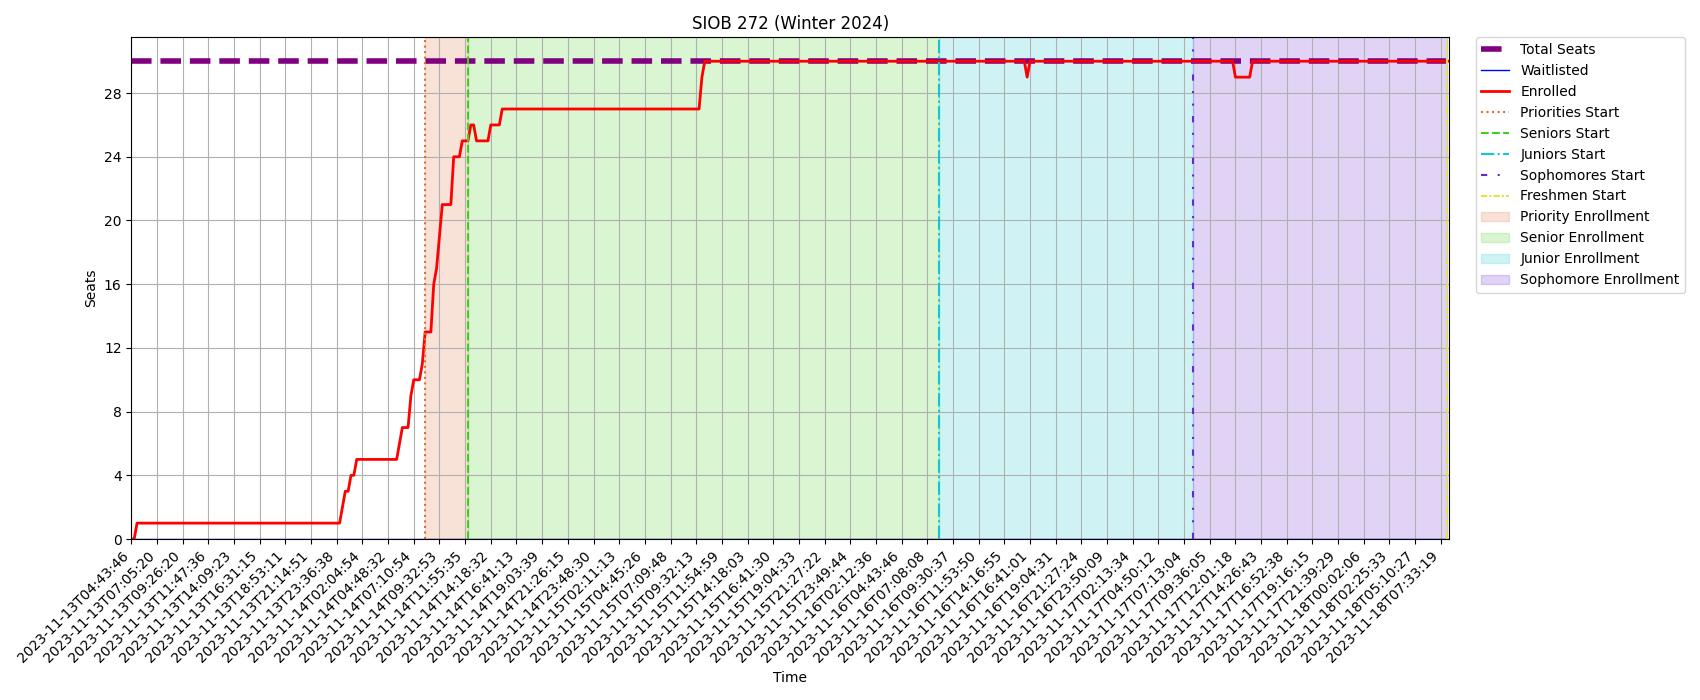 SIOB 272 (Winter 2024)
Total Seats
Waitlisted
Enrolled
Priorities Start
Seniors Start
Juniors Start
Sophomores Start
Freshmen Start
Priority Enrollment
Senior Enrollment
Junior Enrollment
Sophomore Enrollment
Seats
28
24
20
16
12
8
4
0
2023-11-13T04:43:46
2023-11-13T07:05:20
2023-11-13T09:26:20
2023-11-13T11:47:36
2023-11-13T14:09:23
2023-11-13T16:31:15
2023-11-13T18:53:11
2023-11-13T21:14:51
2023-11-13T23:36:38
2023-11-14T02:04:54
2023-11-14T04:48:32
2023-11-14T07:10:54
2023-11-14T09:32:53
2023-11-14T11:55:35
2023-11-14T14:18:32
2023-11-14T16:41:13
2023-11-14T19:03:39
2023-11-14T21:26:15
2023-11-14T23:48:30
2023-11-15T02:11:13
2023-11-15T04:45:26
2023-11-15T07:09:48
2023-11-15T09:32:13
2023-11-15T11:54:59
2023-11-15T14:18:03
2023-11-15T16:41:30
2023-11-15T19:04:33
2023-11-15T21:27:22
2023-11-15T23:49:44
2023-11-16T02:12:36
2023-11-16T04:43:46
2023-11-16T07:08:08
2023-11-16T09:30:37
2023-11-16T11:53:50
2023-11-16T14:16:55
2023-11-16T16:41:01
2023-11-16T19:04:31
2023-11-16T21:27:24
2023-11-16T23:50:09
2023-11-17T02:13:34
2023-11-17T04:50:12
2023-11-17T07:13:04
2023-11-17T09:36:05
2023-11-17T12:01:18
2023-11-17T14:26:43
2023-11-17T16:52:38
2023-11-17T19:16:15
2023-11-17T21:39:29
2023-11-18T00:02:06
2023-11-18T02:25:33
2023-11-18T05:10:27
2023-11-18T07:33:19
Time